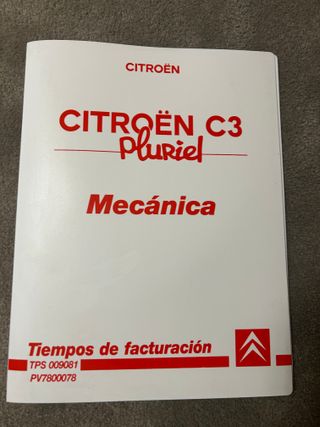 CITROËN
CITROËN C3
Pluriel
Mecánica
Tiempos de facturación
TPS 009081
PV7800078